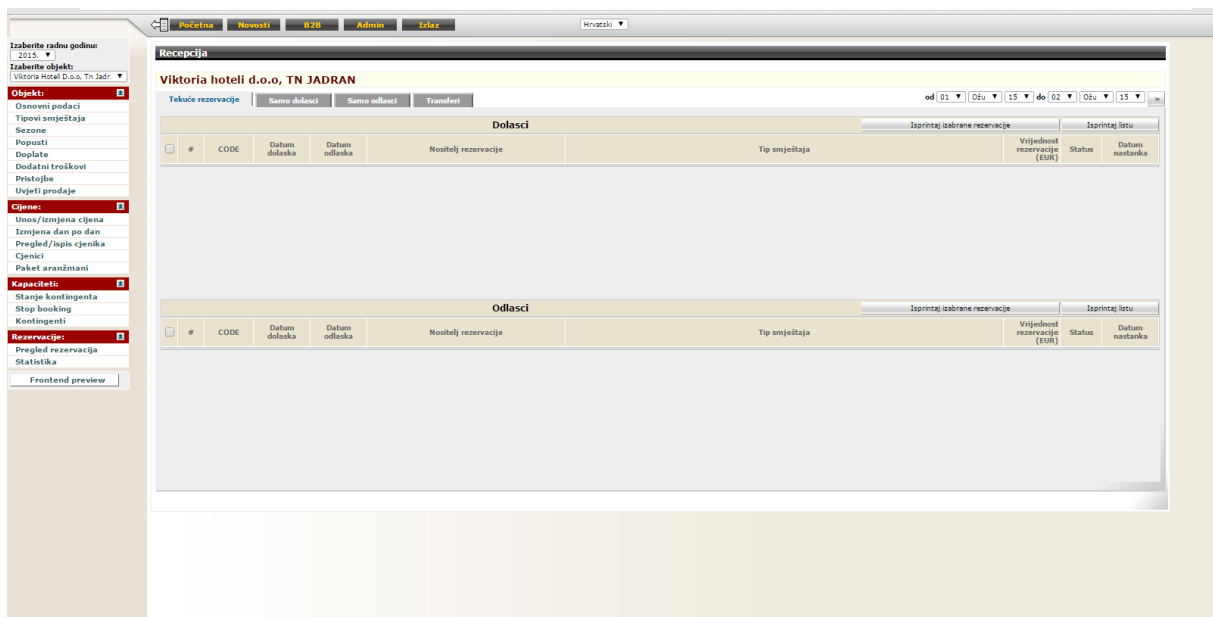 Početna Novosti B2B Admin Izlaz Hrvatski
Izaberite radnu godinu:
2015.
Izaberite objekt:
Viktoria Hoteli D.o.o, Tn Jadr
Objekt:
Osnovni podaci
Tipovi smještaja
Sezone
Popusti
Doplate
Dodatni troškovi
Pristojbe
Uvjeti prodaje
Cijene:
Unos/izmjena cijena
Izmjena dan po dan
Pregled/ispis cjenika
Cjenici
Paket aranžmani
Kapaciteti:
Stanje kontingenta
Stop booking
Kontingenti
Rezervacije:
Pregled rezervacija
Statistika
Frontend preview
Recepcija
Viktoria hoteli d.o.o, TN JADRAN
Tekuće rezervacije Samo dolasci Samo odlasci Transferi od 01 Ožu 15 do 02 Ožu 15 »
Dolasci Isprintaj izabrane rezervacije Isprintaj listu
# CODE Datum dolaska Datum odlaska Nositelj rezervacije Tip smještaja Vrijednost rezervacije (EUR) Status Datum nastanka
Odlasci Isprintaj izabrane rezervacije Isprintaj listu
# CODE Datum dolaska Datum odlaska Nositelj rezervacije Tip smještaja Vrijednost rezervacije (EUR) Status Datum nastanka